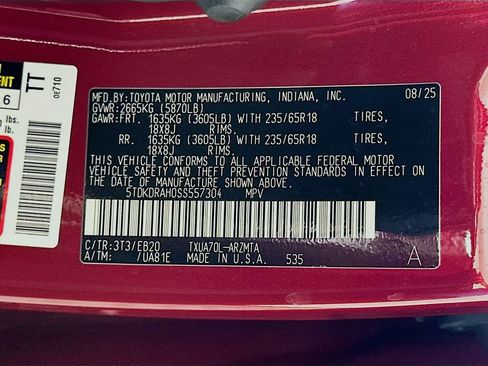 MFD.BY:TOYOTA MOTOR MANUFACTURING, INDIANA, INC. 08/25
GVWR:2665KG (5870LB)
GAWR:FRT. 1635KG (3605LB) WITH 235/65R18 TIRES,
18X8J RIMS.
RR. 1635KG (3605LB) WITH 235/65R18 TIRES,
18X8J RIMS.
THIS VEHICLE CONFORMS TO ALL APPLICABLE FEDERAL MOTOR
VEHICLE SAFETY AND THEFT PREVENTION STANDARDS IN EFFECT ON THE
DATE OF MANUFACTURE SHOWN ABOVE.
5TDKDRAH0SS557304 MPV
C/TR:3T3/EB20 TXUA70L-ARZMTA
A/TM: /UA81E MADE IN U.S.A. 535 A
TT
0E710
6